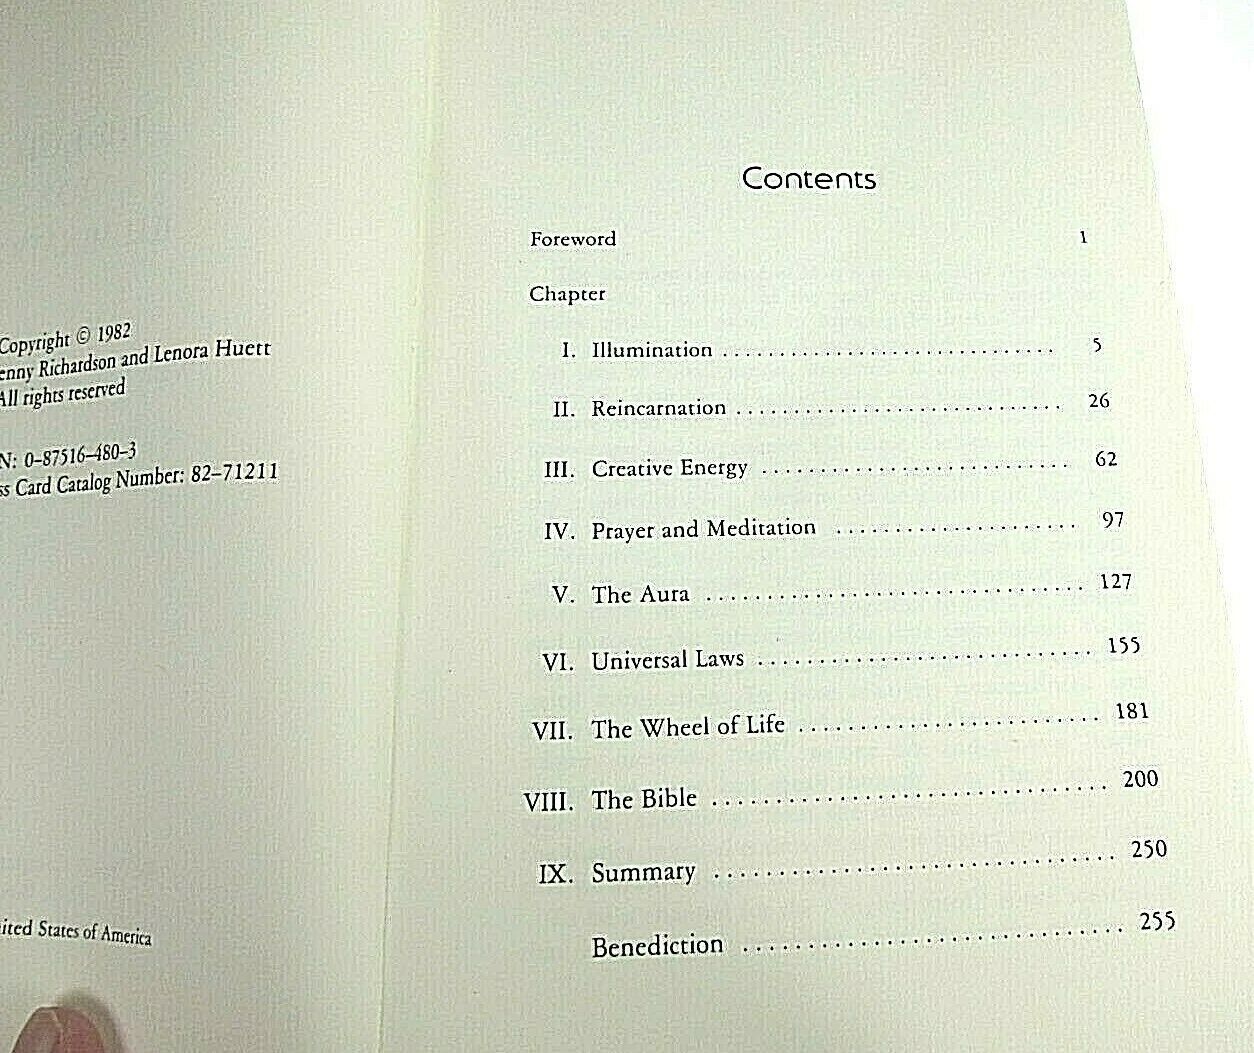 Copyright © 1982
enny Richardson and Lenora Huett
All rights reserved
N: 0-87516-480-3
ss Card Catalog Number: 82-71211
ited States of America
Contents
Foreword 1
Chapter
I. Illumination 5
II. Reincarnation 26
III. Creative Energy 62
IV. Prayer and Meditation 97
V. The Aura 127
VI. Universal Laws 155
VII. The Wheel of Life 181
VIII. The Bible 200
IX. Summary 250
Benediction 255